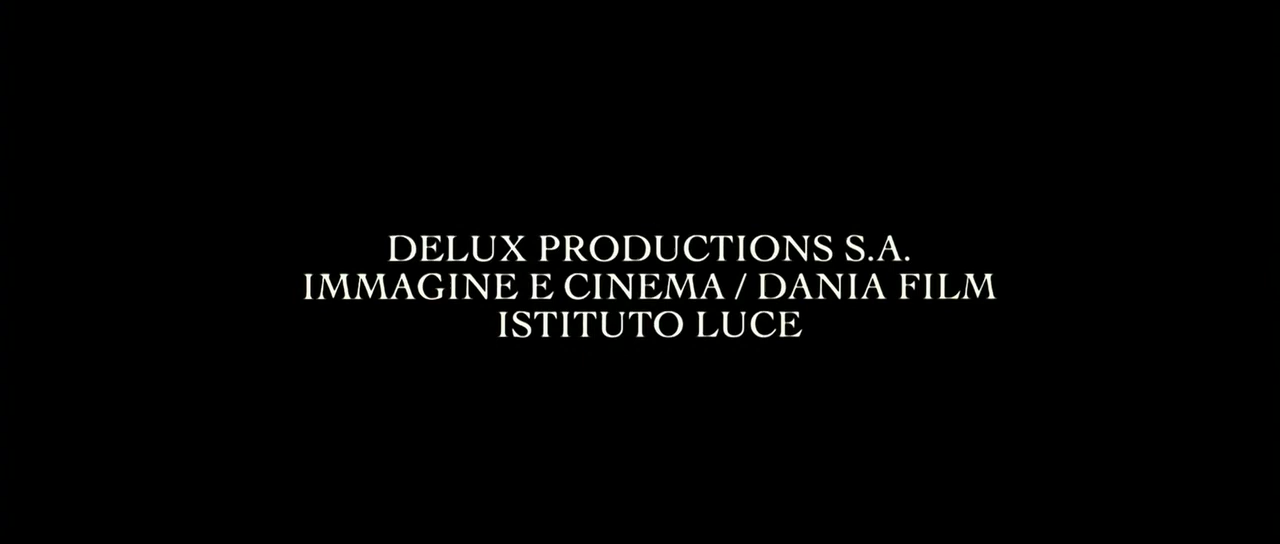 DELUX PRODUCTIONS S.A.
IMMAGINE E CINEMA / DANIA FILM
ISTITUTO LUCE